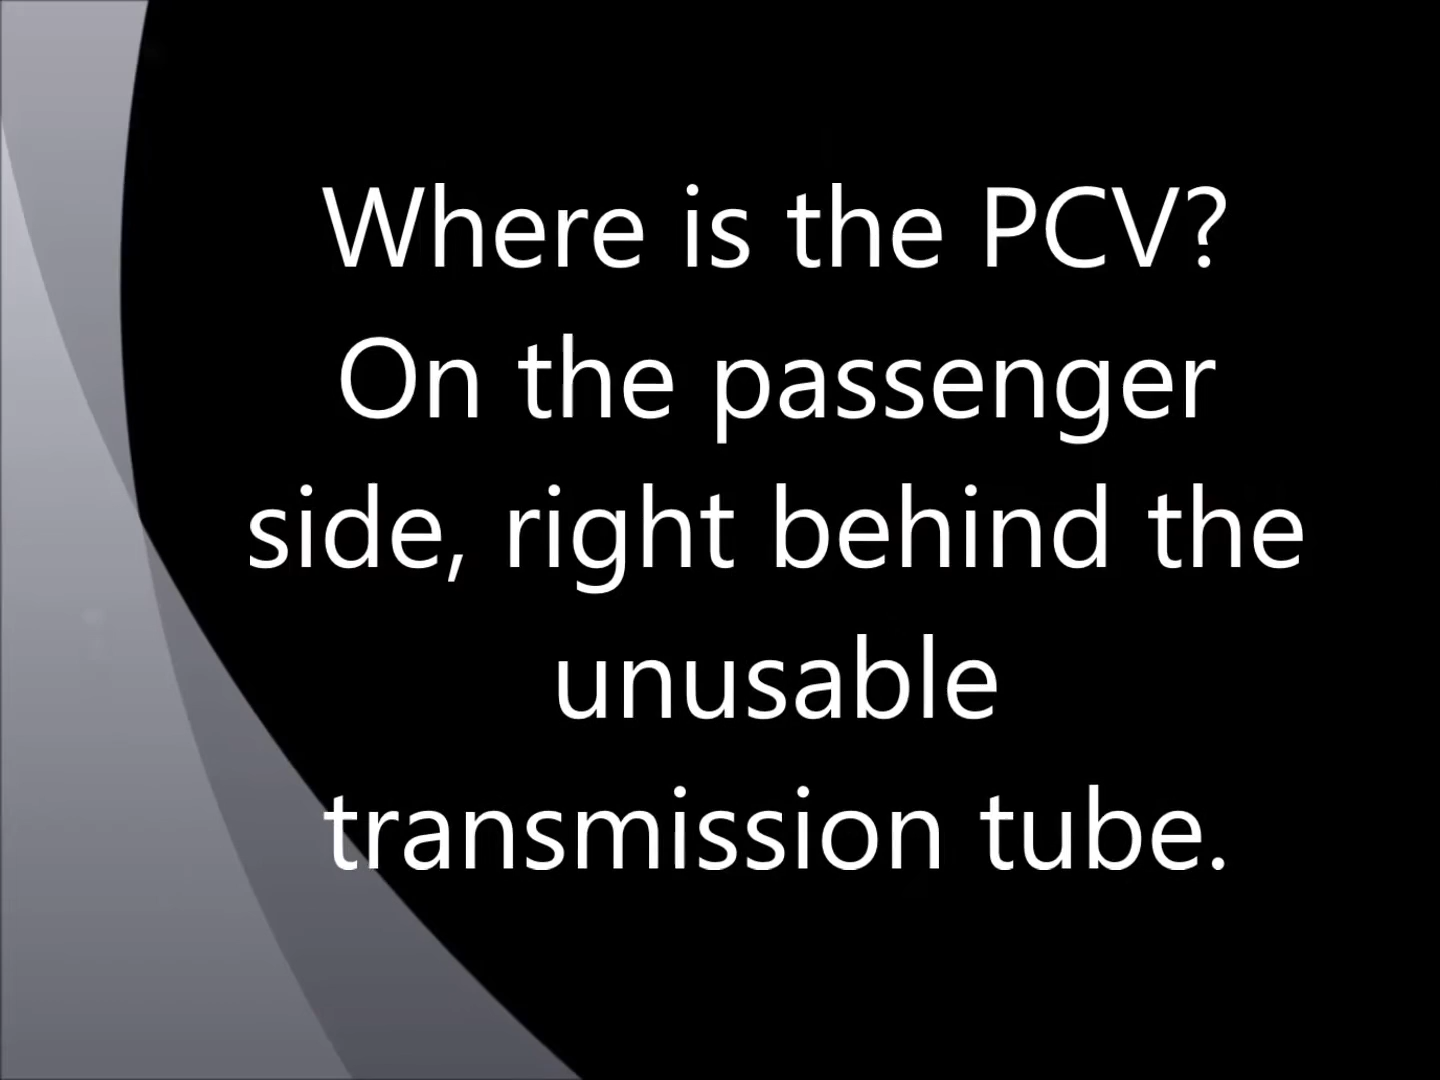 Where is the PCV?
On the passenger
side, right behind the
unusable
transmission tube.